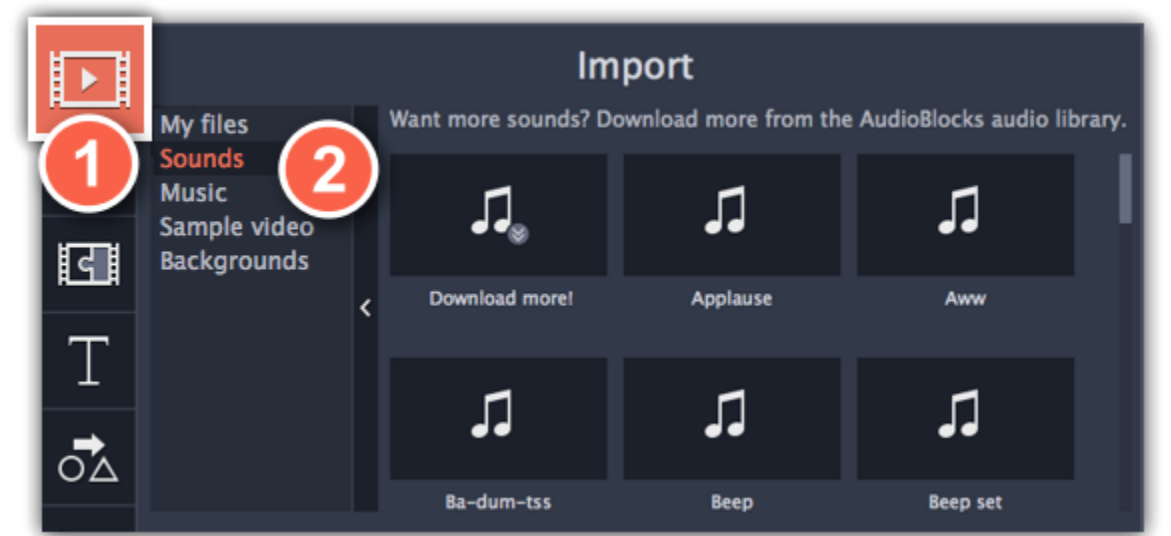 Import
1
My files
2
Sounds
Music
Sample video
Backgrounds
Want more sounds? Download more from the AudioBlocks audio library.
Download more!
Applause
Aww
Ba-dum-tss
Beep
Beep set
T